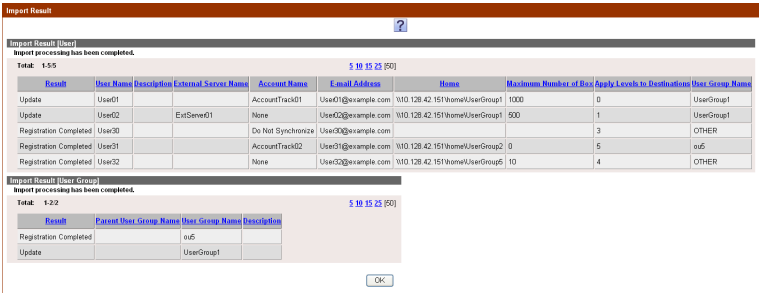 Import Result
?
Import Result [User]
Import processing has been completed.
Total: 1-5/5 5 10 15 25 [50]
Result User Name Description External Server Name Account Name E-mail Address Home Maximum Number of Box Apply Levels to Destinations User Group Name
Update User01 AccountTrack01 User01@example.com \\10.128.42.151\home\UserGroup1 1000 0 UserGroup1
Update User02 ExtServer01 None User02@example.com \\10.128.42.151\home\UserGroup1 500 1 UserGroup1
Registration Completed User30 Do Not Synchronize User30@example.com 3 OTHER
Registration Completed User31 AccountTrack02 User31@example.com \\10.128.42.151\home\UserGroup2 0 5 ou5
Registration Completed User32 None User32@example.com \\10.128.42.151\home\UserGroup5 10 4 OTHER
Import Result [User Group]
Import processing has been completed.
Total: 1-2/2 5 10 15 25 [50]
Result Parent User Group Name User Group Name Description
Registration Completed ou5
Update UserGroup1
OK